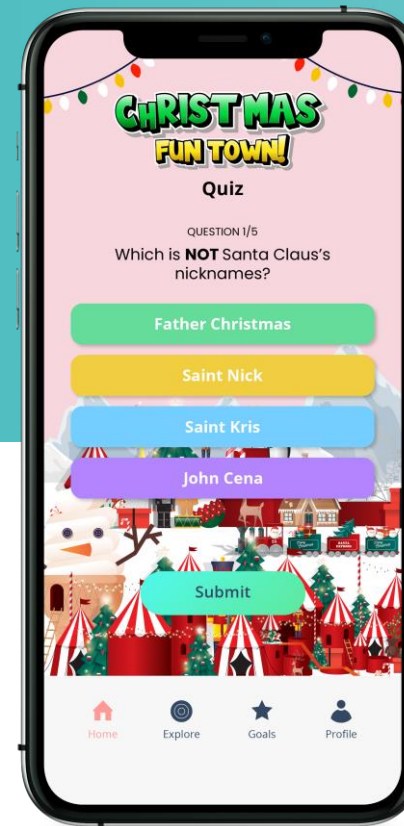 CHRISTMAS
FUN TOWN!
Quiz
QUESTION 1/5
Which is NOT Santa Claus's
nicknames?
Father Christmas
Saint Nick
Saint Kris
John Cena
Submit
Home
Explore
Goals
Profile